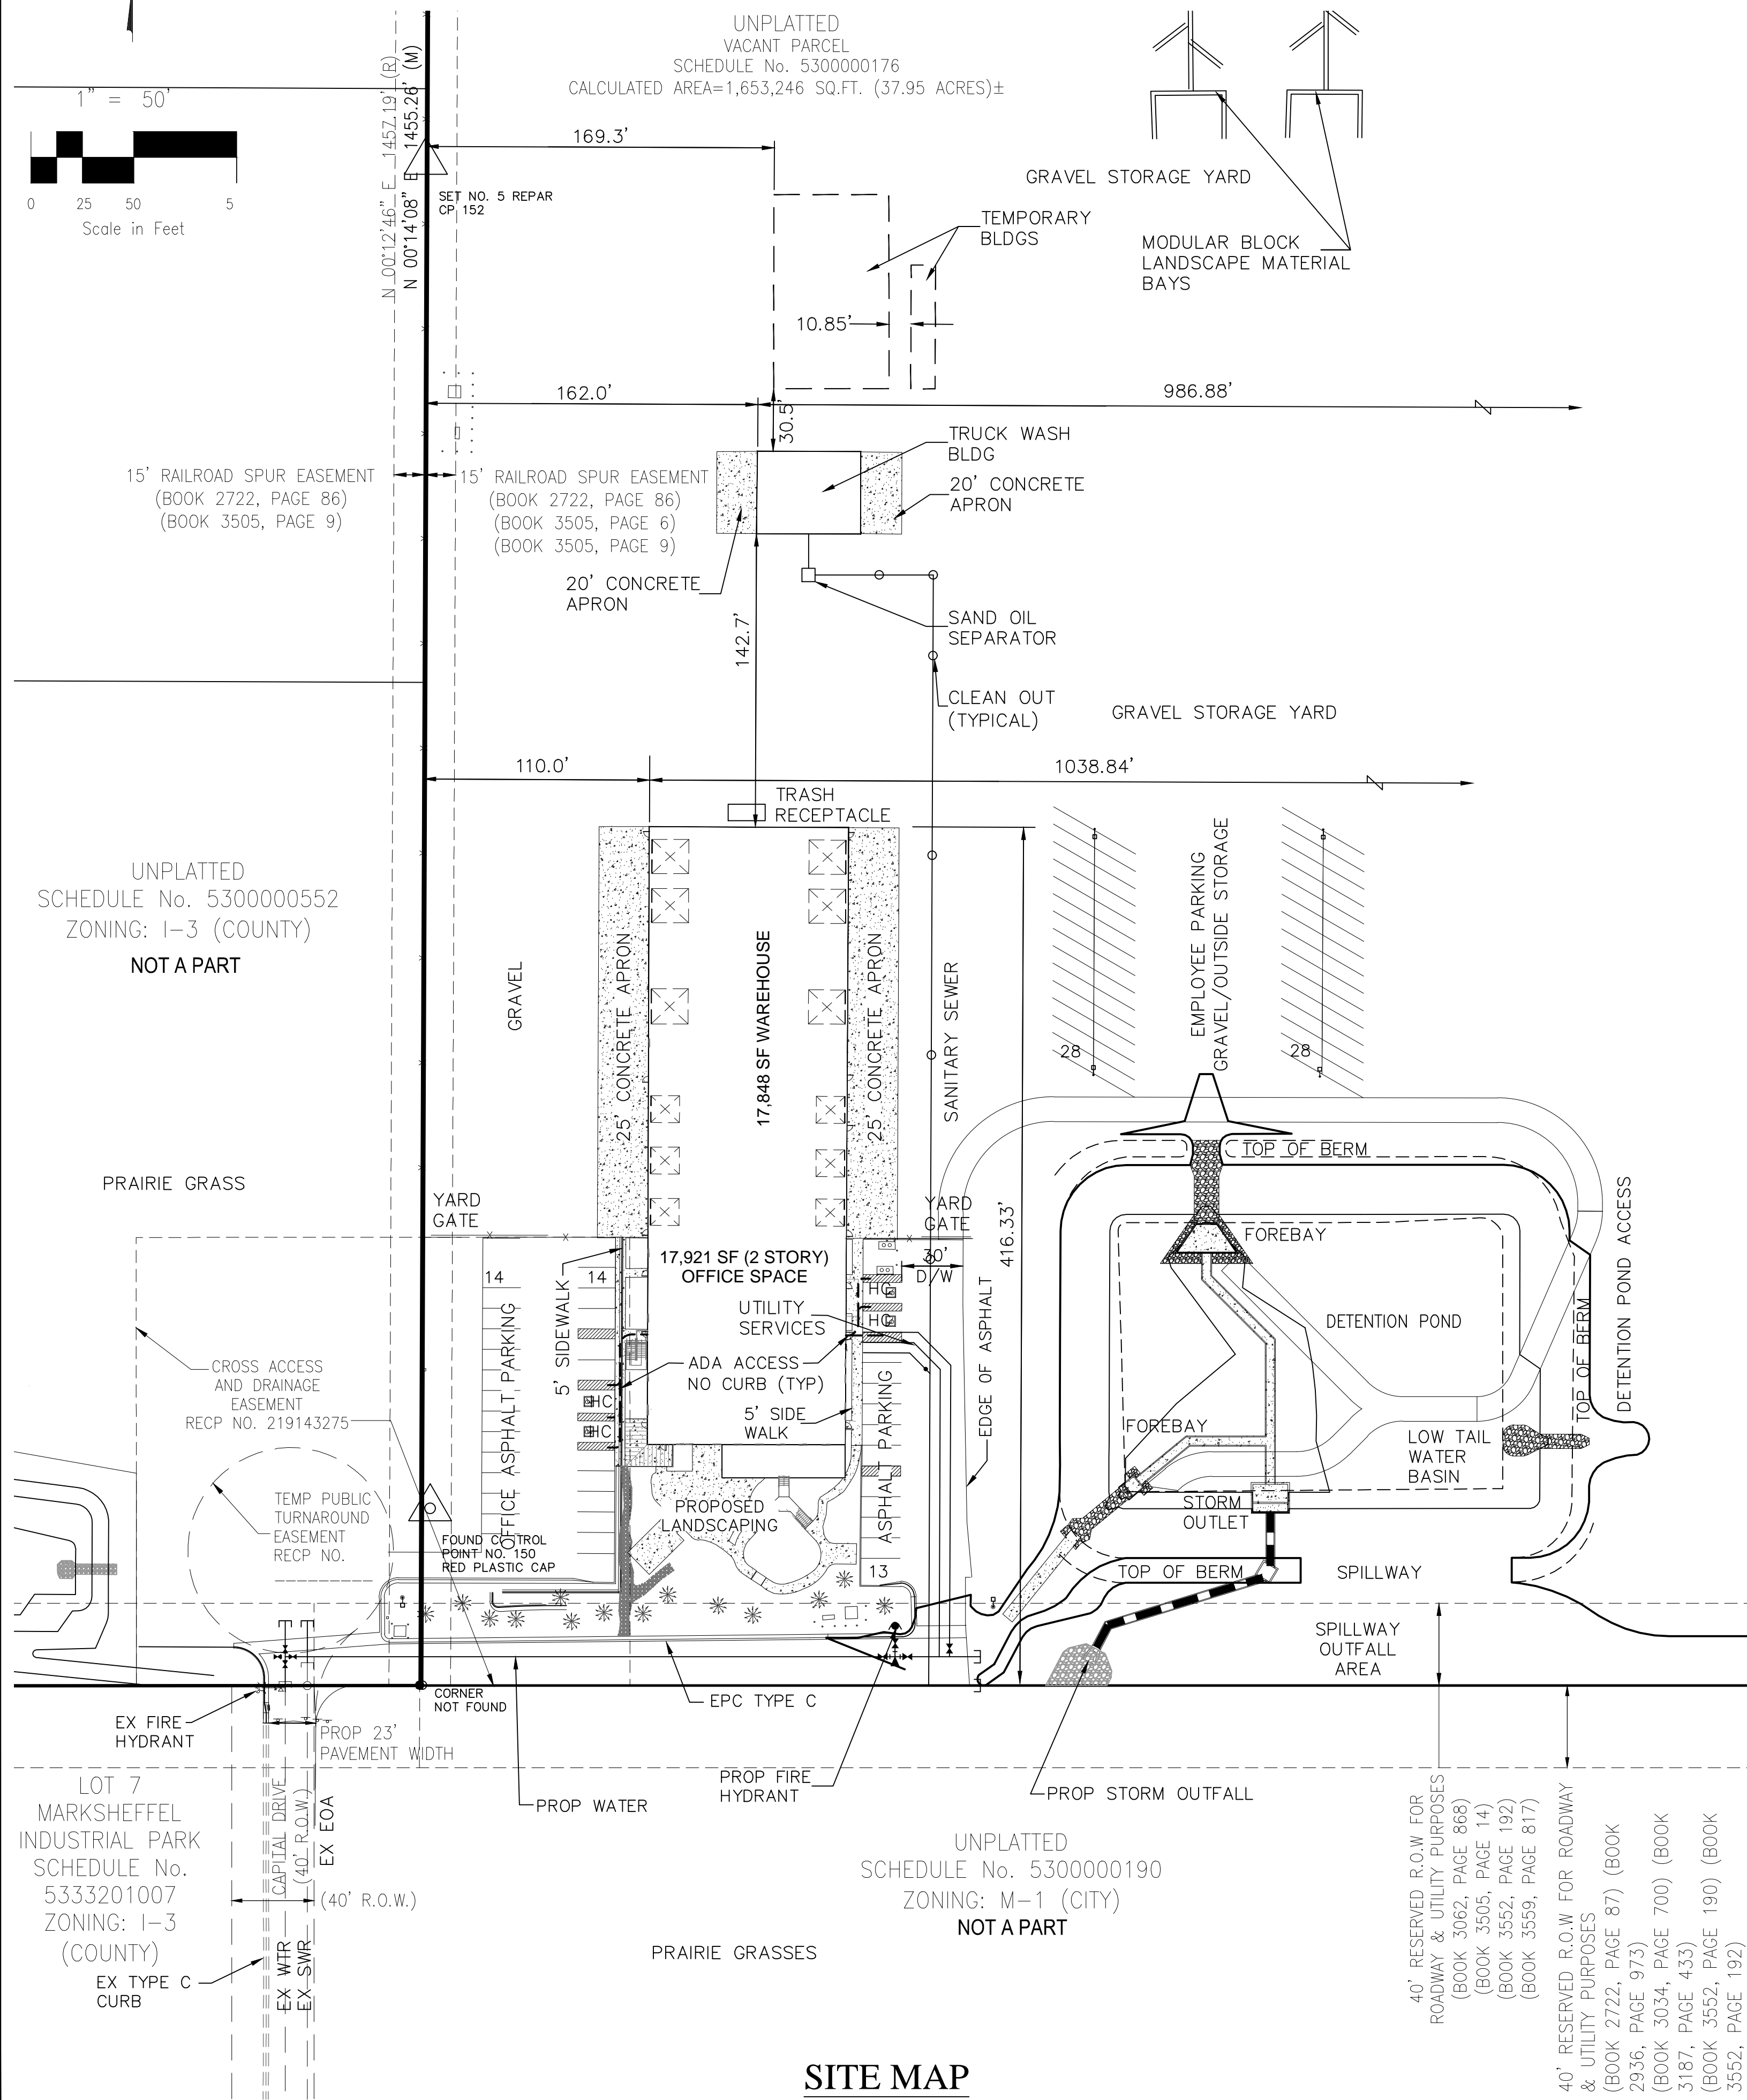 UNPLATTED
VACANT PARCEL
SCHEDULE No. 5300000176
CALCULATED AREA=1,653,246 SQ.FT. (37.95 ACRES)±
1" = 50'
0 25 50 5
Scale in Feet
N 00°12'46" E 1457.19' (R)
N 00°14'08" E 1455.26' (M)
169.3'
SET NO. 5 REPAR
CP 152
GRAVEL STORAGE YARD
TEMPORARY
BLDGS
MODULAR BLOCK
LANDSCAPE MATERIAL
BAYS
10.85'
162.0'
986.88'
30.5'
TRUCK WASH
BLDG
20' CONCRETE
APRON
15' RAILROAD SPUR EASEMENT
(BOOK 2722, PAGE 86)
(BOOK 3505, PAGE 9)
15' RAILROAD SPUR EASEMENT
(BOOK 2722, PAGE 86)
(BOOK 3505, PAGE 6)
(BOOK 3505, PAGE 9)
20' CONCRETE
APRON
142.7'
SAND OIL
SEPARATOR
CLEAN OUT
(TYPICAL)
GRAVEL STORAGE YARD
110.0'
1038.84'
TRASH
RECEPTACLE
UNPLATTED
SCHEDULE No. 5300000552
ZONING: I-3 (COUNTY)
NOT A PART
GRAVEL
25' CONCRETE APRON
17,848 SF WAREHOUSE
25' CONCRETE APRON
SANITARY SEWER
416.33'
EMPLOYEE PARKING
GRAVEL/OUTSIDE STORAGE
28
28
PRAIRIE GRASS
YARD
GATE
YARD
GATE
TOP OF BERM
FOREBAY
DETENTION POND ACCESS
17,921 SF (2 STORY)
OFFICE SPACE
30'
D/W
14
14
HC
HC
UTILITY
SERVICES
5' SIDEWALK
OFFICE ASPHALT PARKING
ADA ACCESS
NO CURB (TYP)
5' SIDE
WALK
HC
HC
ASPHALT PARKING
EDGE OF ASPHALT
DETENTION POND
TOP OF BERM
CROSS ACCESS
AND DRAINAGE
EASEMENT
RECP NO. 219143275
FOREBAY
LOW TAIL
WATER
BASIN
TEMP PUBLIC
TURNAROUND
EASEMENT
RECP NO.
FOUND CONTROL
POINT NO. 150
RED PLASTIC CAP
PROPOSED
LANDSCAPING
13
STORM
OUTLET
TOP OF BERM
SPILLWAY
SPILLWAY
OUTFALL
AREA
CORNER
NOT FOUND
EPC TYPE C
EX FIRE
HYDRANT
PROP 23'
PAVEMENT WIDTH
PROP WATER
PROP FIRE
HYDRANT
PROP STORM OUTFALL
LOT 7
MARKSHEFFEL
INDUSTRIAL PARK
SCHEDULE No.
5333201007
ZONING: I-3
(COUNTY)
CAPITAL DRIVE
(40' R.O.W.)
EX EOA
(40' R.O.W.)
EX WTR
EX SWR
EX TYPE C
CURB
UNPLATTED
SCHEDULE No. 5300000190
ZONING: M-1 (CITY)
NOT A PART
PRAIRIE GRASSES
40' RESERVED R.O.W FOR
ROADWAY & UTILITY PURPOSES
(BOOK 3062, PAGE 868)
(BOOK 3505, PAGE 14)
(BOOK 3552, PAGE 192)
(BOOK 3559, PAGE 817)
40' RESERVED R.O.W FOR ROADWAY
& UTILITY PURPOSES
(BOOK 2722, PAGE 87) (BOOK
2936, PAGE 973)
(BOOK 3034, PAGE 700) (BOOK
3187, PAGE 433)
(BOOK 3552, PAGE 190) (BOOK
3552, PAGE 192)
SITE MAP